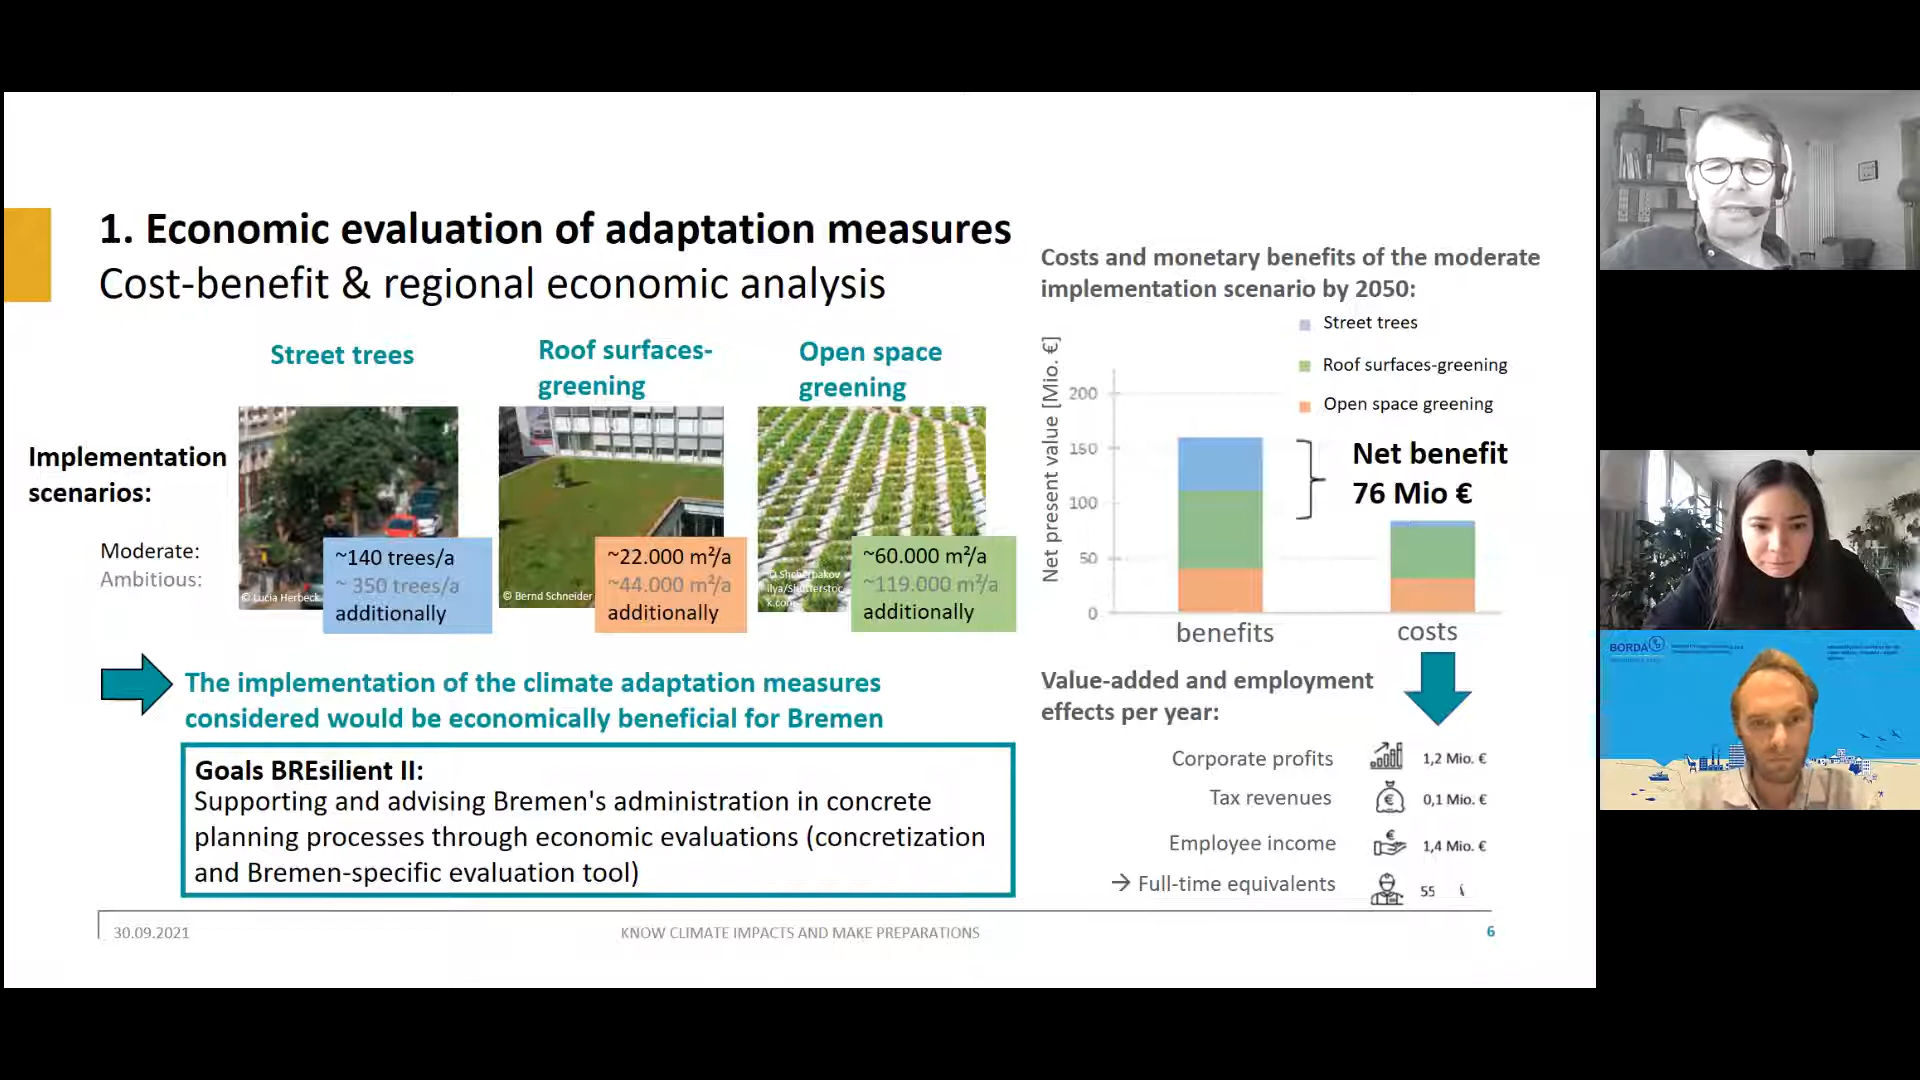 1. Economic evaluation of adaptation measures
Cost-benefit & regional economic analysis
Street trees
Roof surfaces-
greening
Open space
greening
Implementation
scenarios:
Moderate:
Ambitious:
© Lucia Herbeck
~140 trees/a
~ 350 trees/a
additionally
© Bernd Schneider
~22.000 m²/a
~44.000 m²/a
additionally
~60.000 m²/a
~119.000 m²/a
additionally
The implementation of the climate adaptation measures
considered would be economically beneficial for Bremen
Goals BREsilient II:
Supporting and advising Bremen's administration in concrete
planning processes through economic evaluations (concretization
and Bremen-specific evaluation tool)
Costs and monetary benefits of the moderate
implementation scenario by 2050:
Street trees
Roof surfaces-greening
Open space greening
Net present value [Mio. €]
200
150
100
50
0
Net benefit
76 Mio €
benefits
costs
Value-added and employment
effects per year:
Corporate profits
1,2 Mio. €
Tax revenues
0,1 Mio. €
Employee income
1,4 Mio. €
→ Full-time equivalents
55
30.09.2021
KNOW CLIMATE IMPACTS AND MAKE PREPARATIONS
6
BORDA